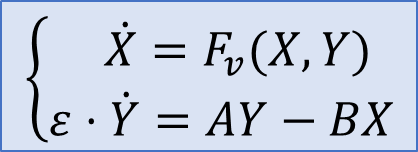 Ẋ = F_v(X, Y)
ε · Ẏ = AY − BX